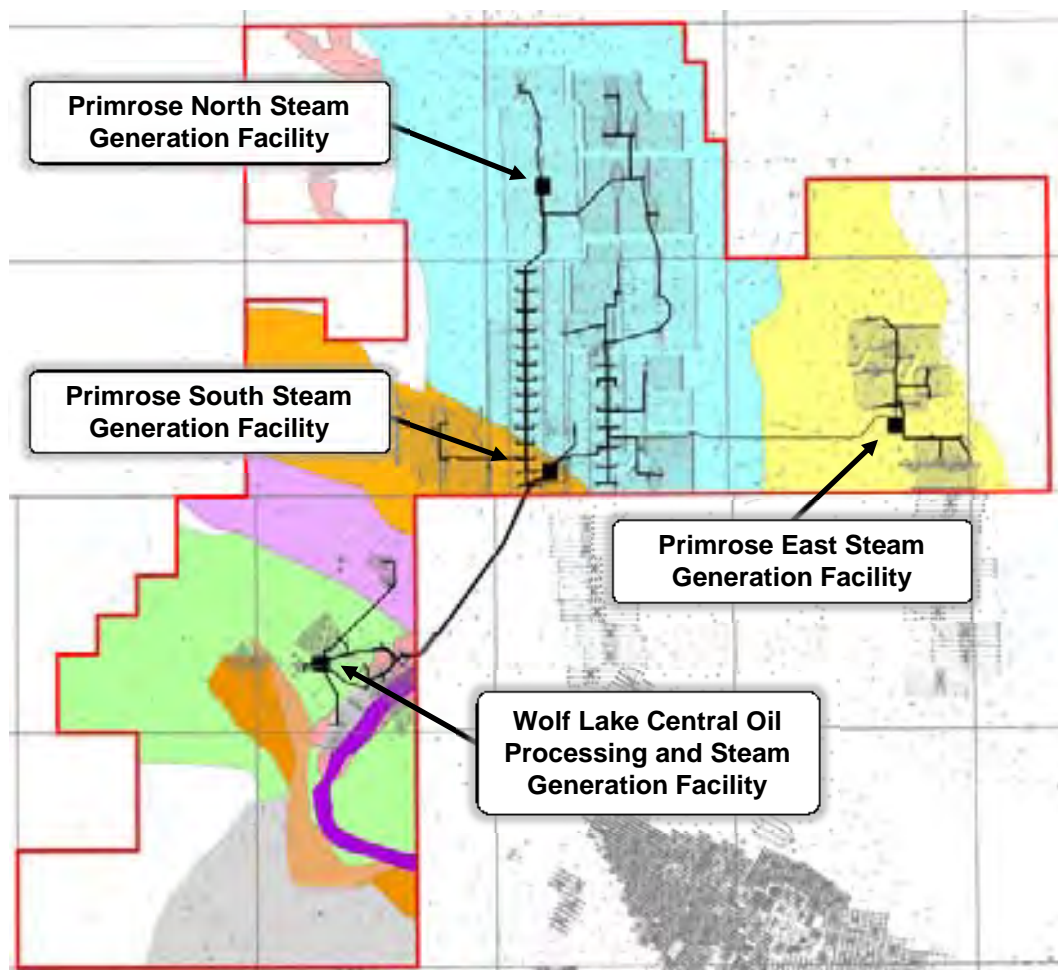 Primrose North Steam
Generation Facility
Primrose South Steam
Generation Facility
Primrose East Steam
Generation Facility
Wolf Lake Central Oil
Processing and Steam
Generation Facility